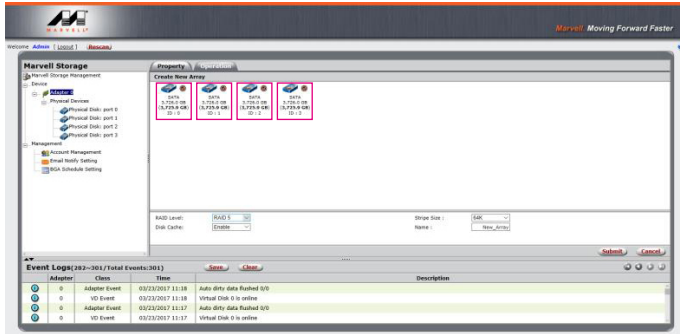 MARVELL
Marvell. Moving Forward Faster
Welcome Admin [ Logout ] Rescan
Marvell Storage
Property Operation
Marvell Storage Management
Create New Array
Device
Adapter 0
Physical Devices
Physical Disk: port 0
Physical Disk: port 1
Physical Disk: port 2
Physical Disk: port 3
Management
Account Management
Email Notify Setting
BGA Schedule Setting
SATA SATA SATA SATA
3,726.0 GB 3,726.0 GB 3,726.0 GB 3,726.0 GB
(3,725.9 GB) (3,725.9 GB) (3,725.9 GB) (3,725.9 GB)
ID : 0 ID : 1 ID : 2 ID : 3
RAID Level: RAID 5 Stripe Size : 64K
Disk Cache: Enable Name : New_Array
Submit Cancel
Event Logs(282~301/Total Events:301) Save Clear
Adapter Class Time Description
0 Adapter Event 03/23/2017 11:18 Auto dirty data flushed 0/0
0 VD Event 03/23/2017 11:18 Virtual Disk 0 is online
0 Adapter Event 03/23/2017 11:17 Auto dirty data flushed 0/0
0 VD Event 03/23/2017 11:17 Virtual Disk 0 is online